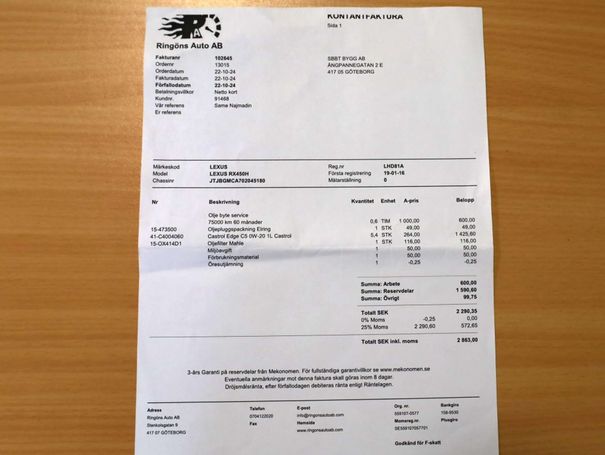 KONTANTFAKTURA
Sida 1
RA
Ringöns Auto AB
Fakturanr 102645
Ordernr 13015
Orderdatum 22-10-24
Fakturadatum 22-10-24
Förfallodatum 22-10-24
Betalningsvillkor Netto kort
Kundnr. 91468
Vår referens Same Najmadin
Er referens
SBBT BYGG AB
ÄNGPANNEGATAN 2 E
417 05 GÖTEBORG
Märkeskod LEXUS Reg.nr LHD81A
Model LEXUS RX450H Första registrering 19-01-16
Chassinr JTJBGMCA702045180 Mätarställning 0
Nr Beskrivning Kvantitet Enhet A-pris Belopp
Olje byte service
75000 km 60 månader 0,6 TIM 1 000,00 600,00
15-473500 Oljepluggspackning Elring 1 STK 49,00 49,00
41-C4004060 Castrol Edge C5 0W-20 1L Castrol 5,4 STK 264,00 1 425,60
15-OX414D1 Oljefilter Mahle 1 STK 116,00 116,00
Miljöavgift 1 50,00 50,00
Förbrukningsmaterial 1 50,00 50,00
Öresutjämning 1 -0,25 -0,25
Summa: Arbete 600,00
Summa: Reservdelar 1 590,60
Summa: Övrigt 99,75
Totalt SEK 2 290,35
0% Moms -0,25 0,00
25% Moms 2 290,60 572,65
Totalt SEK inkl. moms 2 863,00
3-års Garanti på reservdelar från Mekonomen. För fullständiga garantivillkor se www.mekonomen.se
Eventuella anmärkningar mot denna faktura skall göras inom 8 dagar.
Dröjsmålsränta, efter förfallodagen debiteras ränta enligt Räntelagen.
Adress Telefon E-post Org. nr. Bankgiro
Ringöns Auto AB 0704122020 info@ringonsautoab.com 559107-0577 158-9530
Stenkolsgatan 9 Fax Hemsida Momsreg.nr. Plusgiro
417 07 GÖTEBORG www.ringonsautoab.com SE559107057701
Godkänd för F-skatt